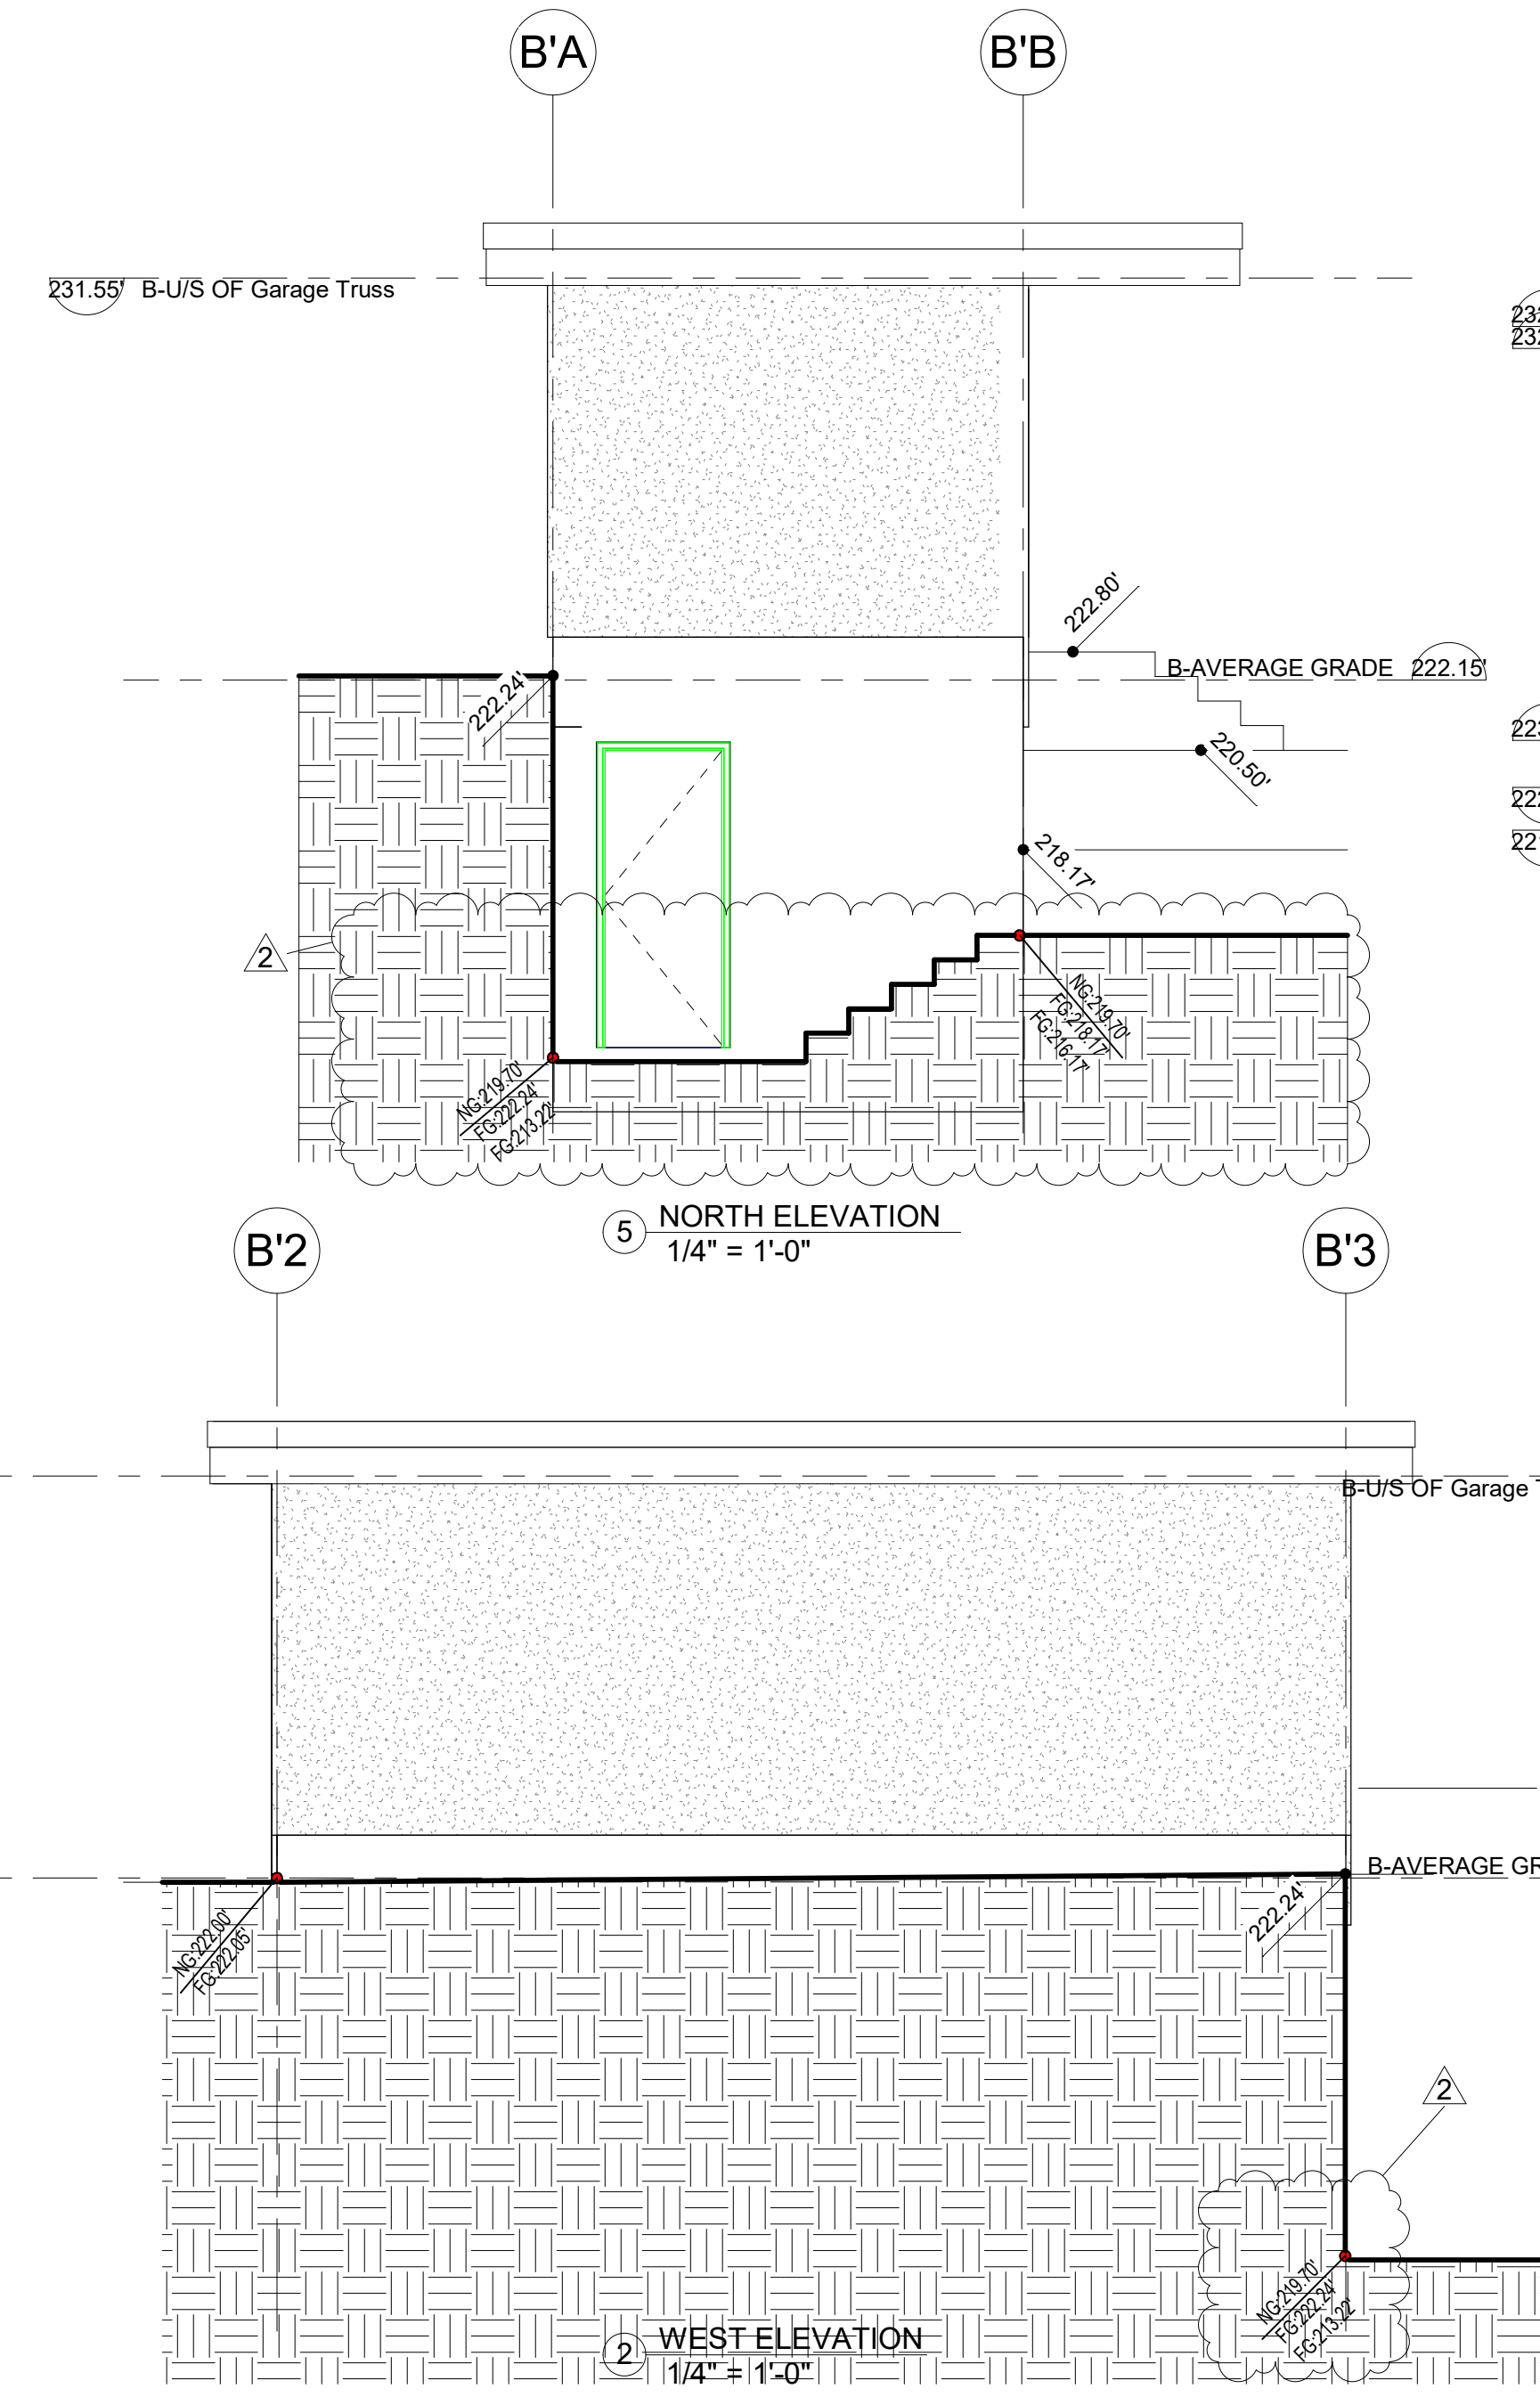 B'A
B'B
231.55' B-U/S OF Garage Truss
222.80'
B-AVERAGE GRADE 222.15'
222.24'
220.50'
218.17'
2
NG:219.70'
FG:218.17'
FG:216.17'
NG:219.70'
FG:222.24'
FG:213.22'
5 NORTH ELEVATION
1/4" = 1'-0"
B'2
B'3
B-U/S OF Garage
B-AVERAGE GR
222.24'
NG:222.00'
FG:222.05'
2
NG:219.70'
FG:222.24'
FG:213.22'
2 WEST ELEVATION
1/4" = 1'-0"